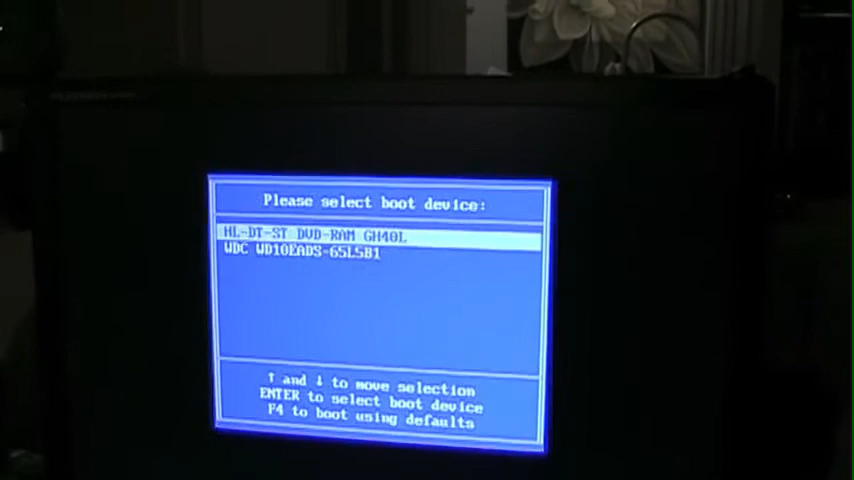 Please select boot device:
HL-DT-ST DVD-RAM GH40L
WDC WD10EADS-65L5B1
↑ and ↓ to move selection
ENTER to select boot device
F4 to boot using defaults